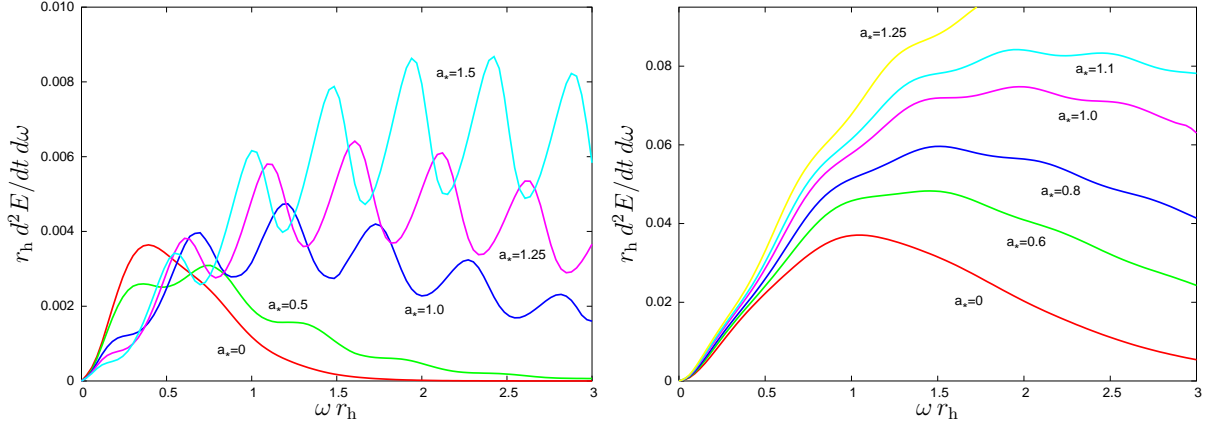 0.010
0.008
0.006
0.004
0.002
0
0
0.5
1
1.5
2
2.5
3
r_h d²E/dt dω
ω r_h
a*=1.5
a*=1.25
a*=1.0
a*=0.5
a*=0
0.08
0.06
0.04
0.02
0
0
0.5
1
1.5
2
2.5
3
r_h d²E/dt dω
ω r_h
a*=1.25
a*=1.1
a*=1.0
a*=0.8
a*=0.6
a*=0